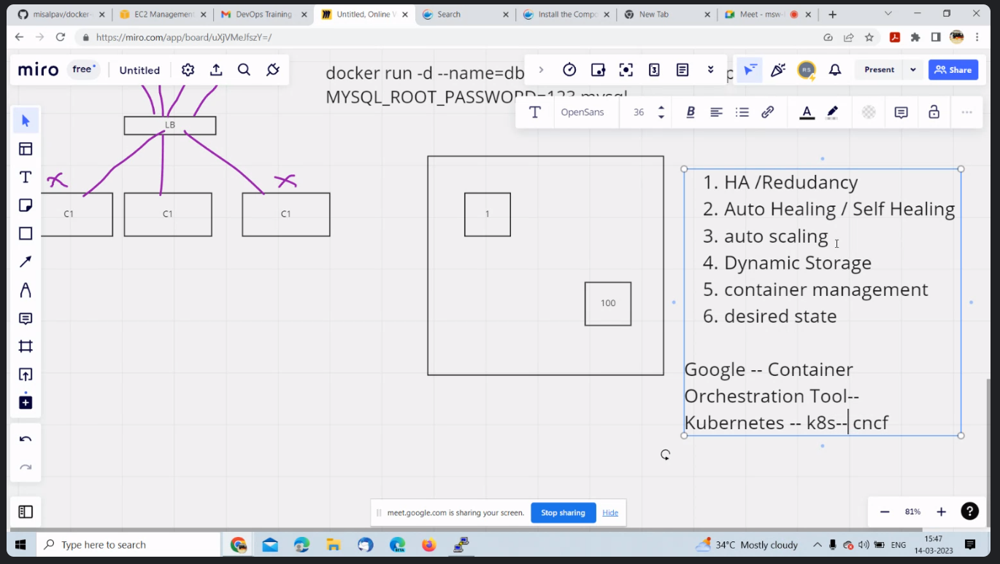 misalpav/docker-
EC2 Management
DevOps Training
Untitled, Online W
Search
Install the Compo
New Tab
Meet - msw-
https://miro.com/app/board/uXjVMeJfszY=/
miro
free
Untitled
docker run -d --name=db
p
RS
Present
Share
MYSQL_ROOT_PASSWORD=123 mysql
OpenSans
36
B
A
LB
C1
C1
C1
1
100
1. HA /Redudancy
2. Auto Healing / Self Healing
3. auto scaling
4. Dynamic Storage
5. container management
6. desired state
Google -- Container
Orchestration Tool--
Kubernetes -- k8s-- cncf
meet.google.com is sharing your screen.
Stop sharing
Hide
81%
Type here to search
34°C Mostly cloudy
ENG
15:47
14-03-2023